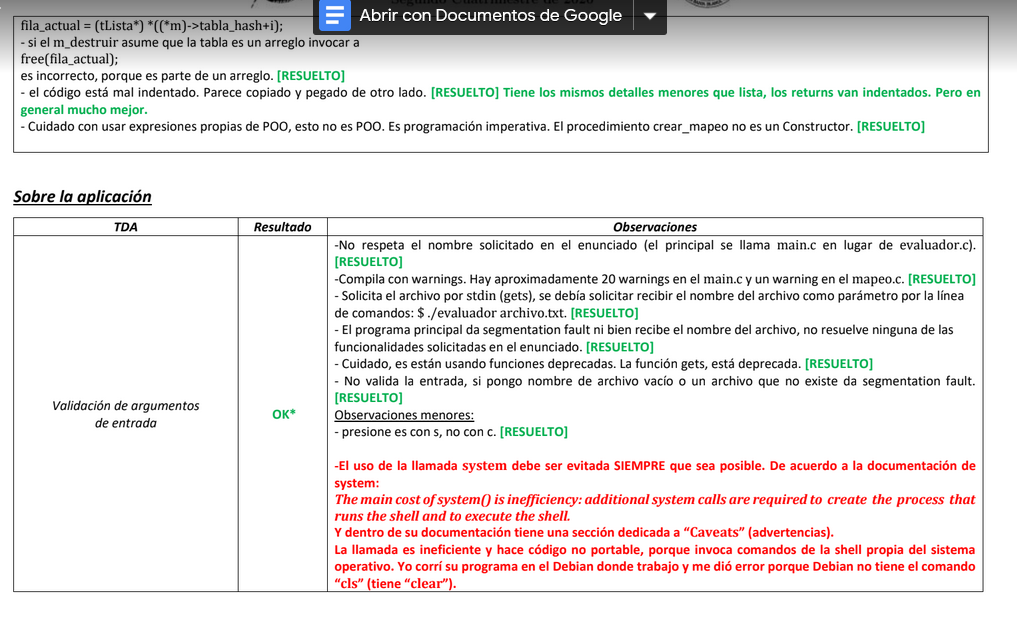 Segundo Cuatrimestre de 2020
Abrir con Documentos de Google
fila_actual = (tLista*) *((*m)->tabla_hash+i);
- si el m_destruir asume que la tabla es un arreglo invocar a
free(fila_actual);
es incorrecto, porque es parte de un arreglo. [RESUELTO]
- el código está mal indentado. Parece copiado y pegado de otro lado. [RESUELTO] Tiene los mismos detalles menores que lista, los returns van indentados. Pero en
general mucho mejor.
- Cuidado con usar expresiones propias de POO, esto no es POO. Es programación imperativa. El procedimiento crear_mapeo no es un Constructor. [RESUELTO]
Sobre la aplicación
TDA
Resultado
Observaciones
Validación de argumentos
de entrada
OK*
-No respeta el nombre solicitado en el enunciado (el principal se llama main.c en lugar de evaluador.c).
[RESUELTO]
-Compila con warnings. Hay aproximadamente 20 warnings en el main.c y un warning en el mapeo.c. [RESUELTO]
- Solicita el archivo por stdin (gets), se debía solicitar recibir el nombre del archivo como parámetro por la línea
de comandos: $ ./evaluador archivo.txt. [RESUELTO]
- El programa principal da segmentation fault ni bien recibe el nombre del archivo, no resuelve ninguna de las
funcionalidades solicitadas en el enunciado. [RESUELTO]
- Cuidado, es están usando funciones deprecadas. La función gets, está deprecada. [RESUELTO]
- No valida la entrada, si pongo nombre de archivo vacío o un archivo que no existe da segmentation fault.
[RESUELTO]
Observaciones menores:
- presione es con s, no con c. [RESUELTO]
-El uso de la llamada system debe ser evitada SIEMPRE que sea posible. De acuerdo a la documentación de
system:
The main cost of system() is inefficiency: additional system calls are required to create the process that
runs the shell and to execute the shell.
Y dentro de su documentación tiene una sección dedicada a “Caveats” (advertencias).
La llamada es ineficiente y hace código no portable, porque invoca comandos de la shell propia del sistema
operativo. Yo corrí su programa en el Debian donde trabajo y me dió error porque Debian no tiene el comando
“cls” (tiene “clear”).